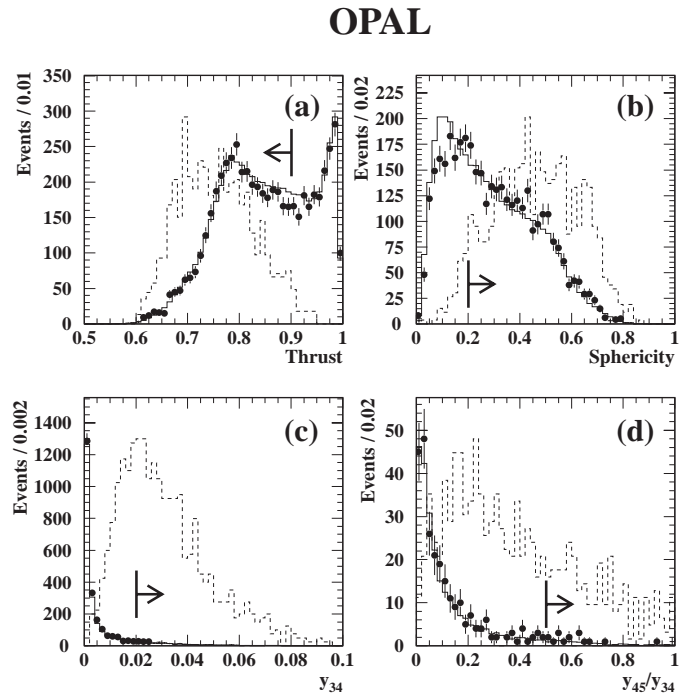 OPAL
(a)
Events / 0.01
350
300
250
200
150
100
50
0
0.5 0.6 0.7 0.8 0.9 1
Thrust
(b)
Events / 0.02
225
200
175
150
125
100
75
50
25
0
0 0.2 0.4 0.6 0.8 1
Sphericity
(c)
Events / 0.002
1400
1200
1000
800
600
400
200
0
0 0.02 0.04 0.06 0.08 0.1
y34
(d)
Events / 0.02
50
40
30
20
10
0
0 0.2 0.4 0.6 0.8 1
y45/y34